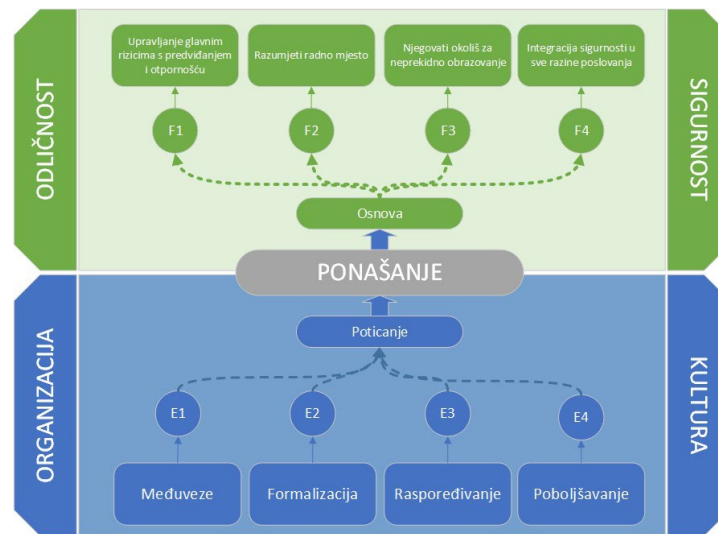 ODLIČNOST
SIGURNOST
Upravljanje glavnim
rizicima s predviđanjem
i otpornošću
Razumjeti radno mjesto
Njegovati okoliš za
neprekidno obrazovanje
Integracija sigurnosti u
sve razine poslovanja
F1
F2
F3
F4
Osnova
PONAŠANJE
ORGANIZACIJA
KULTURA
Poticanje
E1
E2
E3
E4
Međuveze
Formalizacija
Raspoređivanje
Poboljšavanje